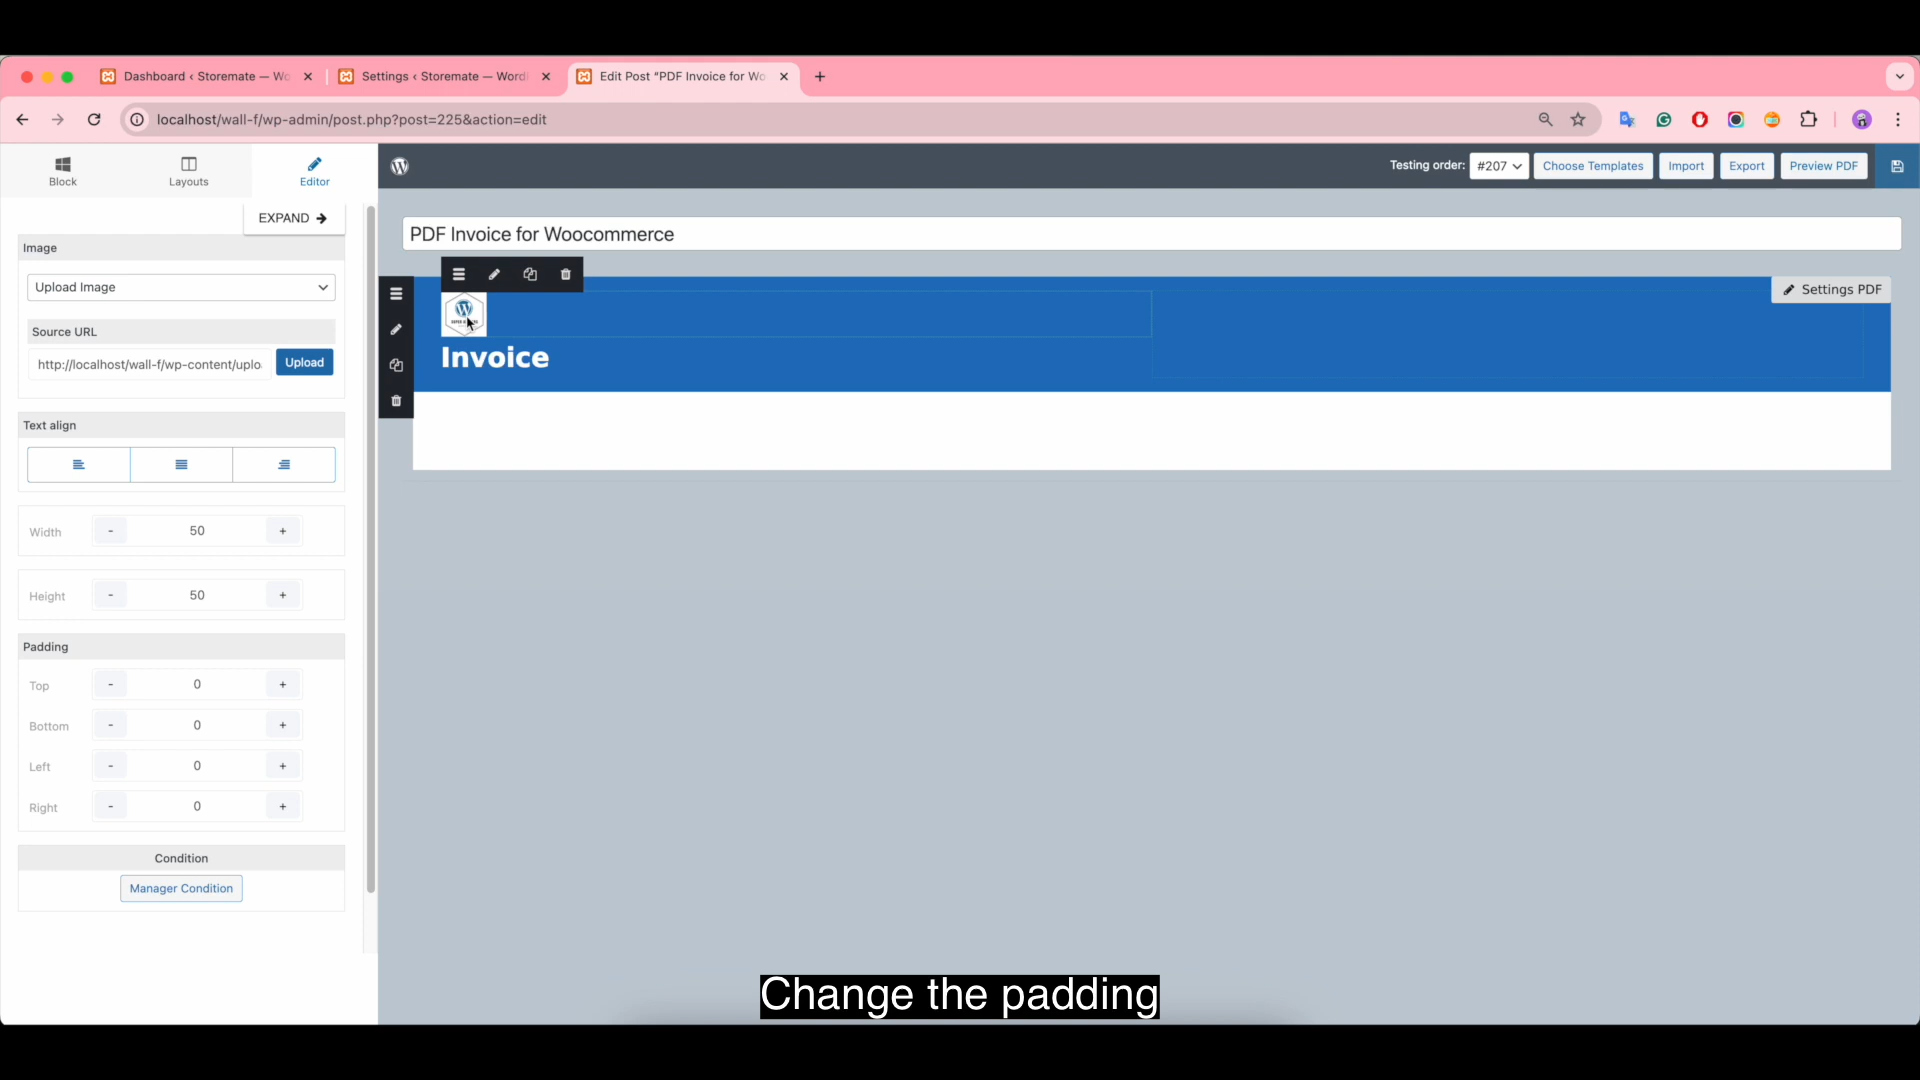 Dashboard ‹ Storemate — Wo
Settings ‹ Storemate — Word
Edit Post “PDF Invoice for Wo
localhost/wall-f/wp-admin/post.php?post=225&action=edit
Block
Layouts
Editor
Testing order:
#207
Choose Templates
Import
Export
Preview PDF
EXPAND
PDF Invoice for Woocommerce
Image
Upload Image
Settings PDF
Source URL
http://localhost/wall-f/wp-content/uplo
Upload
Invoice
Text align
Width
-
50
+
Height
-
50
+
Padding
Top
-
0
+
Bottom
-
0
+
Left
-
0
+
Right
-
0
+
Condition
Manager Condition
Change the padding